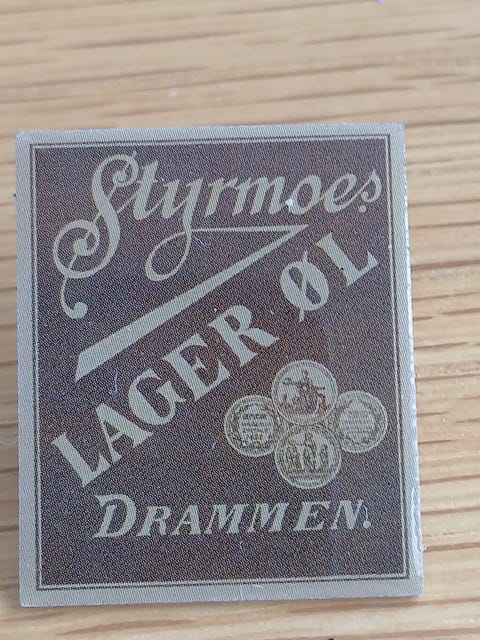 Styrmoes
LAGER ØL
DRAMMEN.